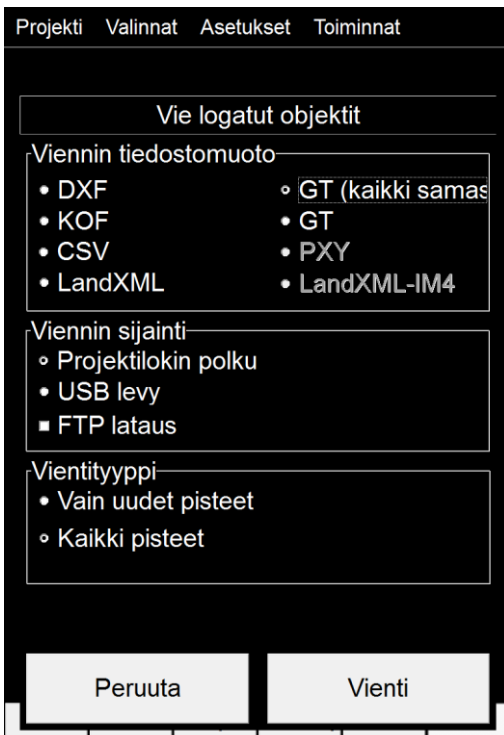 Projekti Valinnat Asetukset Toiminnat
Vie logatut objektit
Viennin tiedostomuoto
DXF
KOF
CSV
LandXML
GT (kaikki samas
GT
PXY
LandXML-IM4
Viennin sijainti
Projektilokin polku
USB levy
FTP lataus
Vientityyppi
Vain uudet pisteet
Kaikki pisteet
Peruuta Vienti